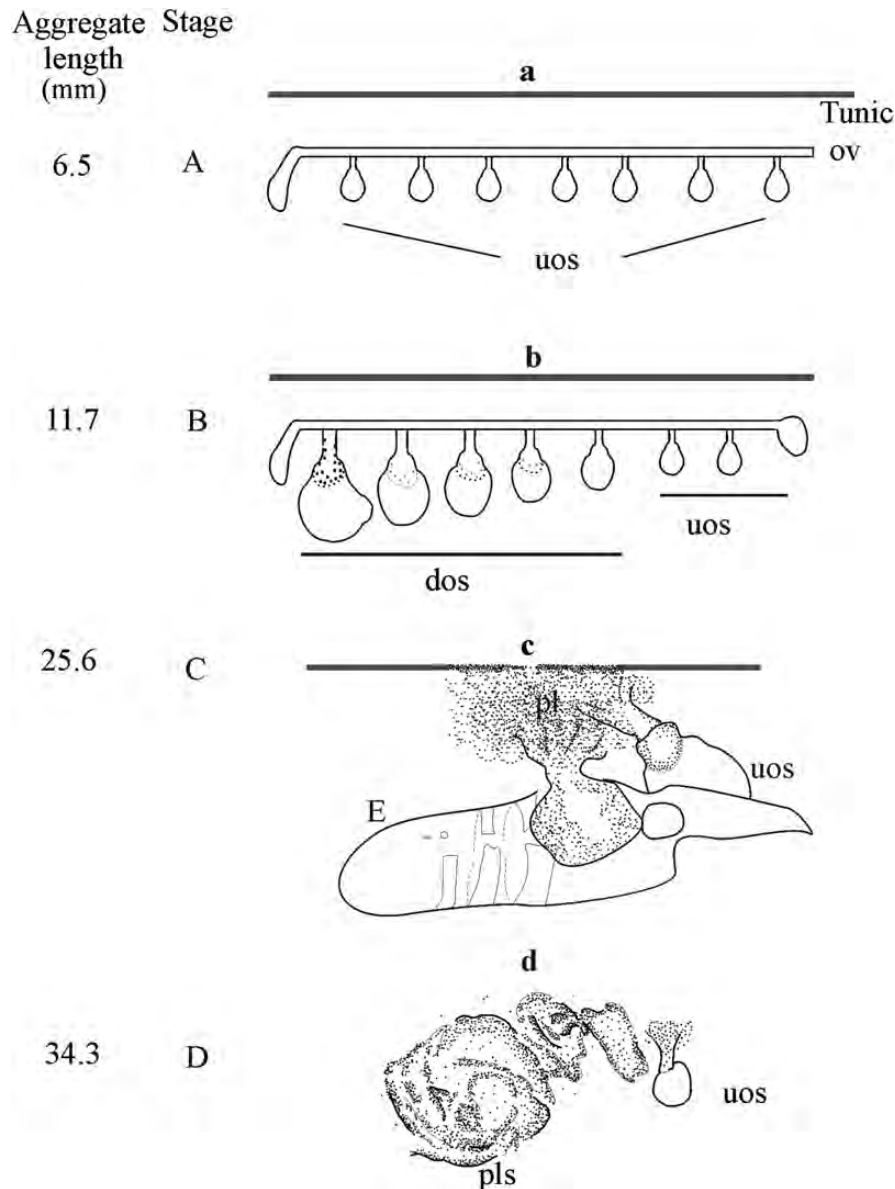 Aggregate Stage
length
(mm)
a
Tunic
6.5 A ov
uos
b
11.7 B
uos
dos
25.6 C c
pl
uos
E
d
34.3 D
uos
pls